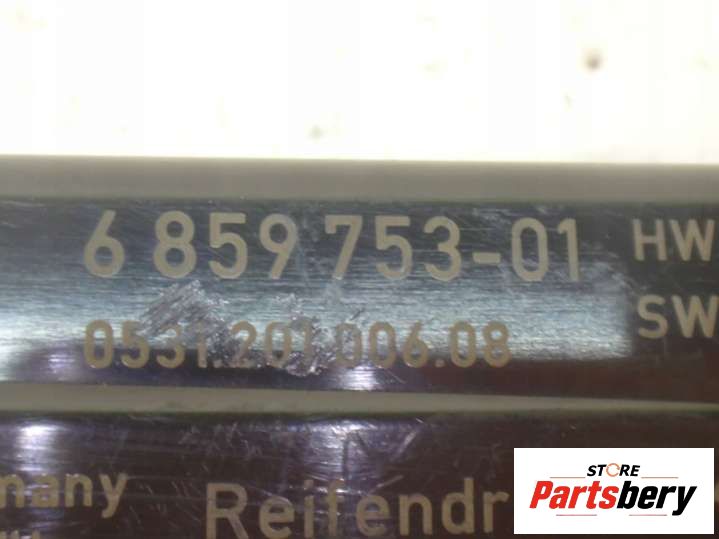 6 859 753-01 HW
0531.201.006.08 SW
many Reifendr
STORE
Partsbery